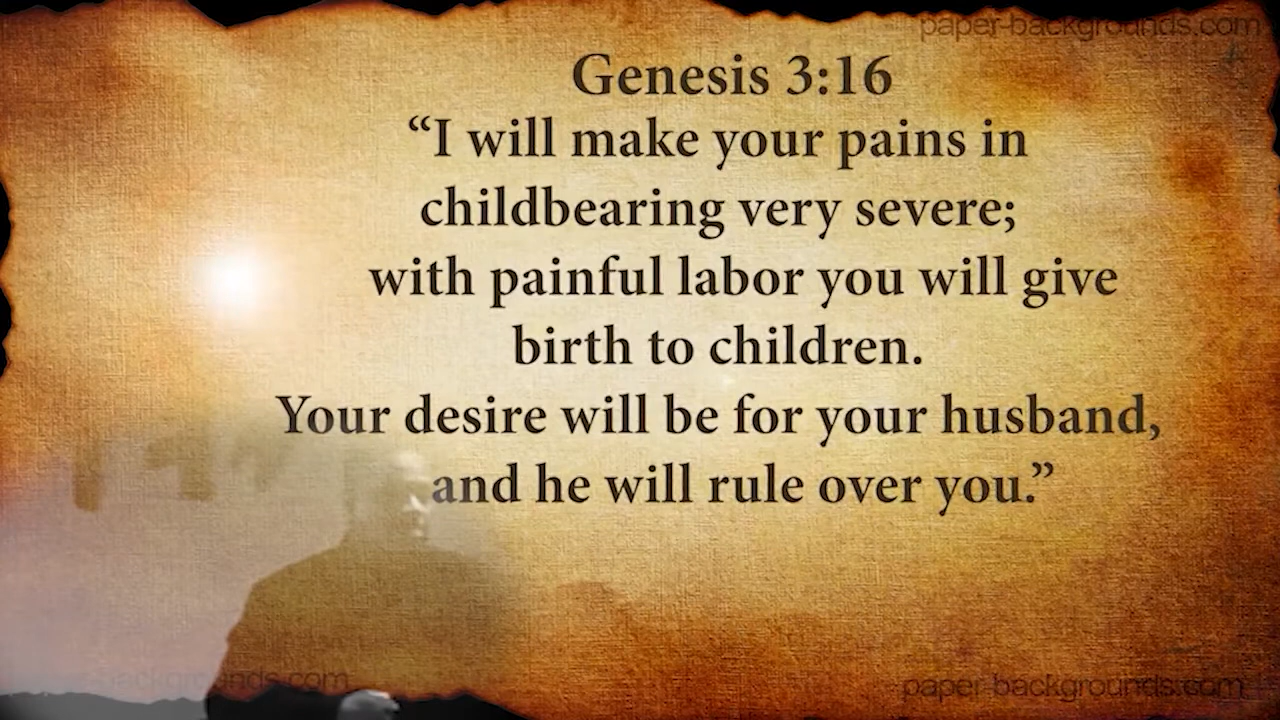 paper-backgrounds.com
Genesis 3:16
“I will make your pains in
childbearing very severe;
with painful labor you will give
birth to children.
Your desire will be for your husband,
and he will rule over you.”
backgrounds.com
paper-backgrounds.com